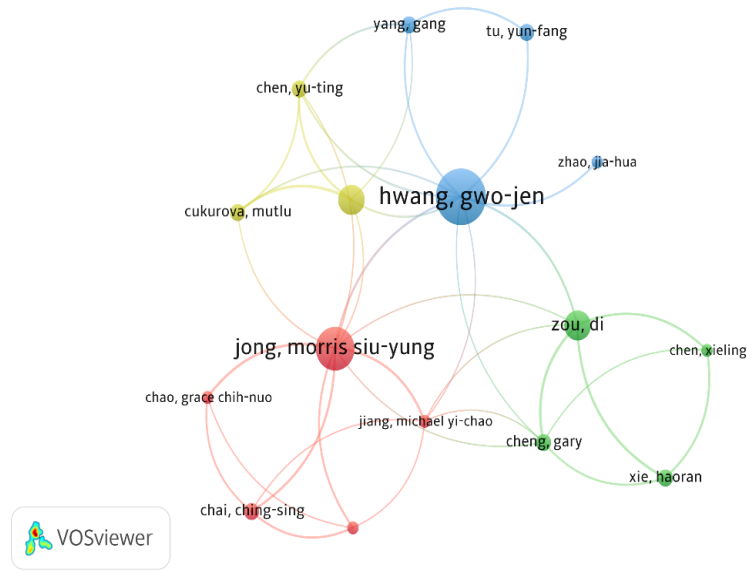 yang, gang
tu, yun-fang
chen, yu-ting
zhao, jia-hua
hwang, gwo-jen
cukurova, mutlu
zou, di
jong, morris siu-yung
chen, xieling
chao, grace chih-nuo
jiang, michael yi-chao
cheng, gary
xie, haoran
chai, ching-sing
VOSviewer